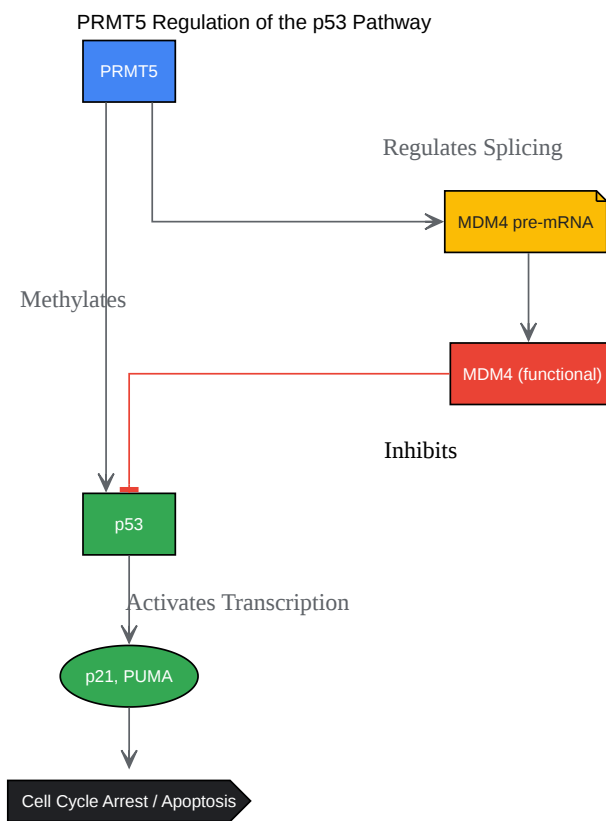 PRMT5 Regulation of the p53 Pathway
PRMT5
Regulates Splicing
MDM4 pre-mRNA
Methylates
MDM4 (functional)
Inhibits
p53
Activates Transcription
p21, PUMA
Cell Cycle Arrest / Apoptosis